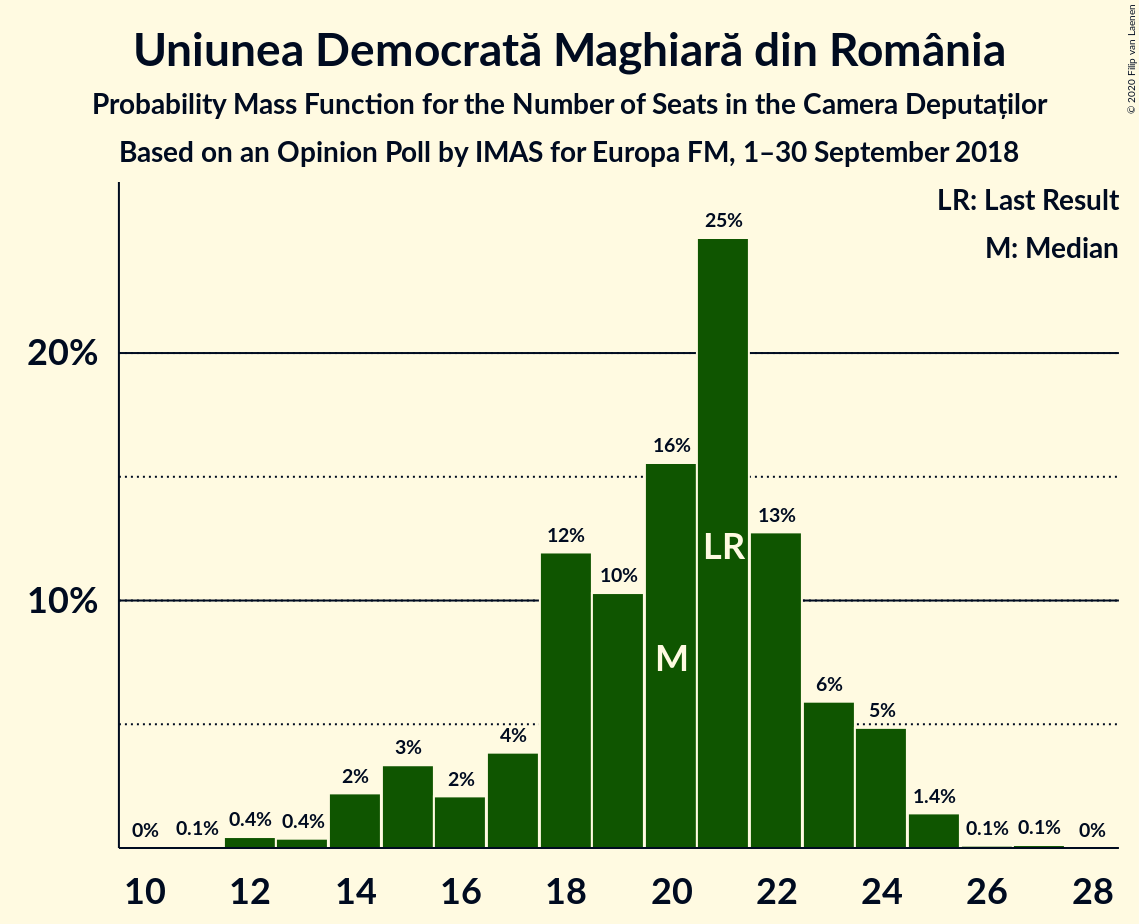 Uniunea Democrată Maghiară din România
Probability Mass Function for the Number of Seats in the Camera Deputaților
Based on an Opinion Poll by IMAS for Europa FM, 1–30 September 2018
© 2020 Filip van Laenen
LR: Last Result
M: Median
20%
10%
0%
0.1%
0.4%
0.4%
2%
3%
2%
4%
12%
10%
16%
25%
13%
6%
5%
1.4%
0.1%
0.1%
0%
LR
M
10 12 14 16 18 20 22 24 26 28